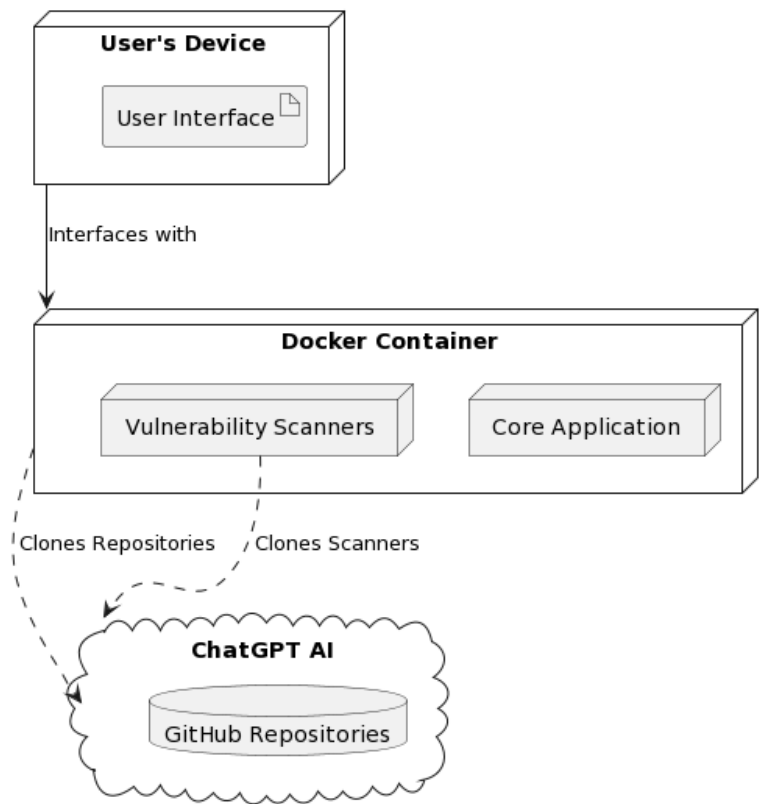 User's Device
User Interface
Interfaces with
Docker Container
Vulnerability Scanners
Core Application
Clones Repositories
Clones Scanners
ChatGPT AI
GitHub Repositories